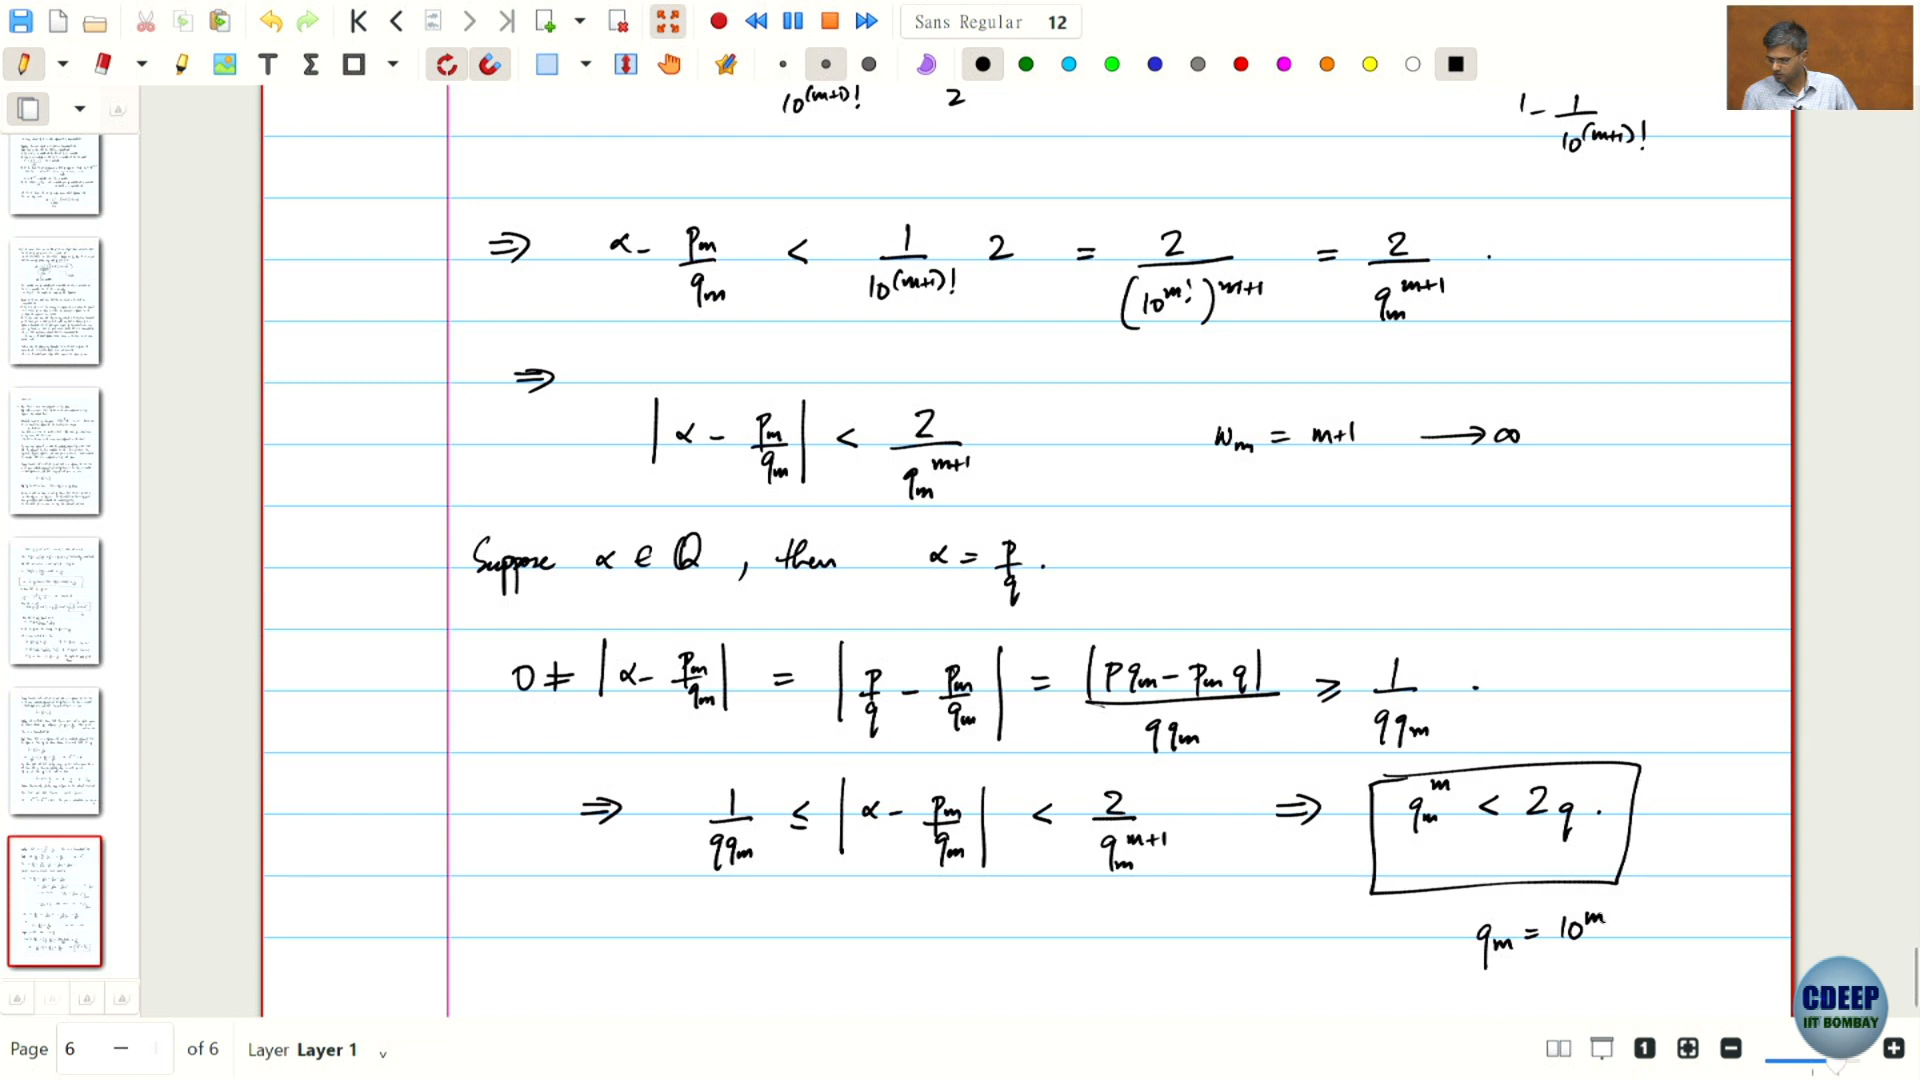 Sans Regular 12
10^(m+1)! 2
1 - 1/10^(m+1)!
⇒ α - p_m/q_m < 1/10^(m+1)! 2 = 2/(10^m!)^m+1 = 2/q_m^m+1 .
⇒
|α - p_m/q_m| < 2/q_m^m+1 w_m = m+1 ⟶ ∞
Suppose α ∈ ℚ , then α = p/q .
0 ≠ |α - p_m/q_m| = |p/q - p_m/q_m| = |p q_m - p_m q|/q q_m ≥ 1/q q_m .
⇒ 1/q q_m ≤ |α - p_m/q_m| < 2/q_m^m+1 ⇒ q_m^m < 2q .
q_m = 10^m
CDEEP
IIT BOMBAY
Page 6 of 6 Layer Layer 1